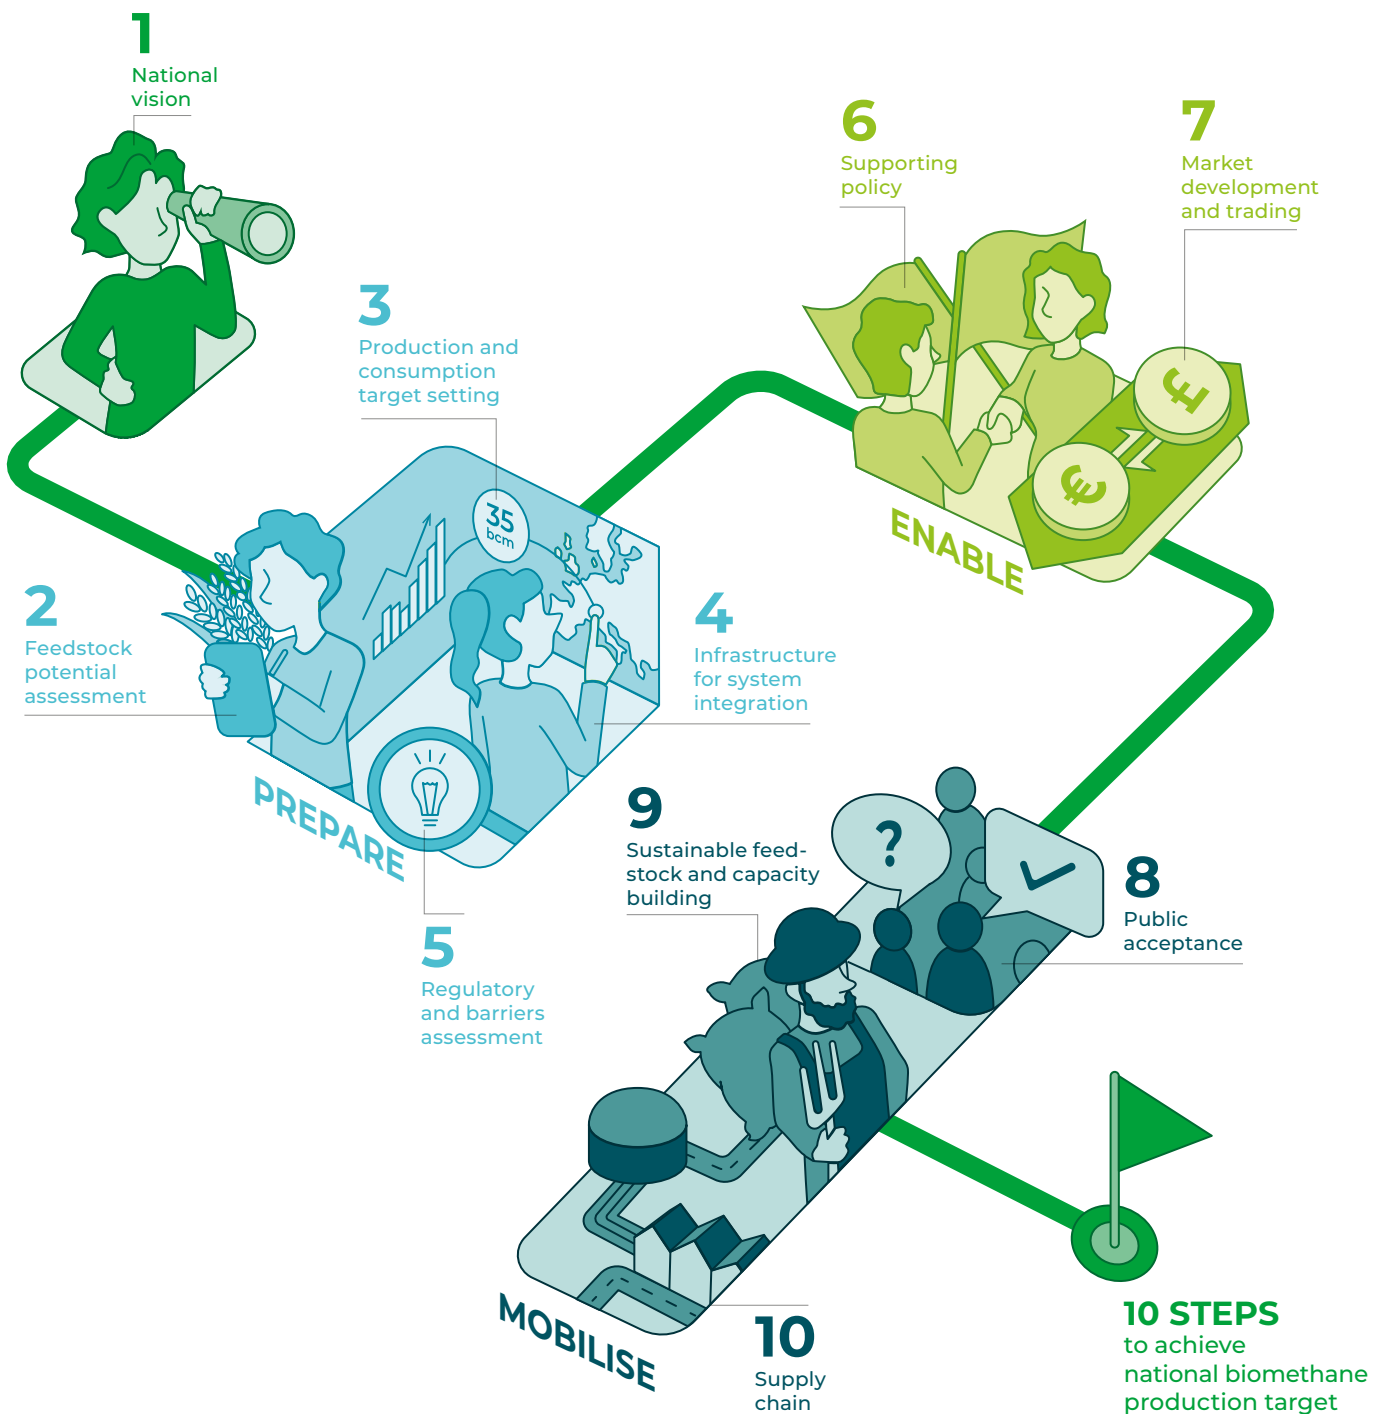 1
National
vision
2
Feedstock
potential
assessment
3
Production and
consumption
target setting
35
bcm
4
Infrastructure
for system
integration
5
Regulatory
and barriers
assessment
PREPARE
6
Supporting
policy
7
Market
development
and trading
£
€
ENABLE
8
Public
acceptance
?
9
Sustainable feed-
stock and capacity
building
10
Supply
chain
MOBILISE
10 STEPS
to achieve
national biomethane
production target